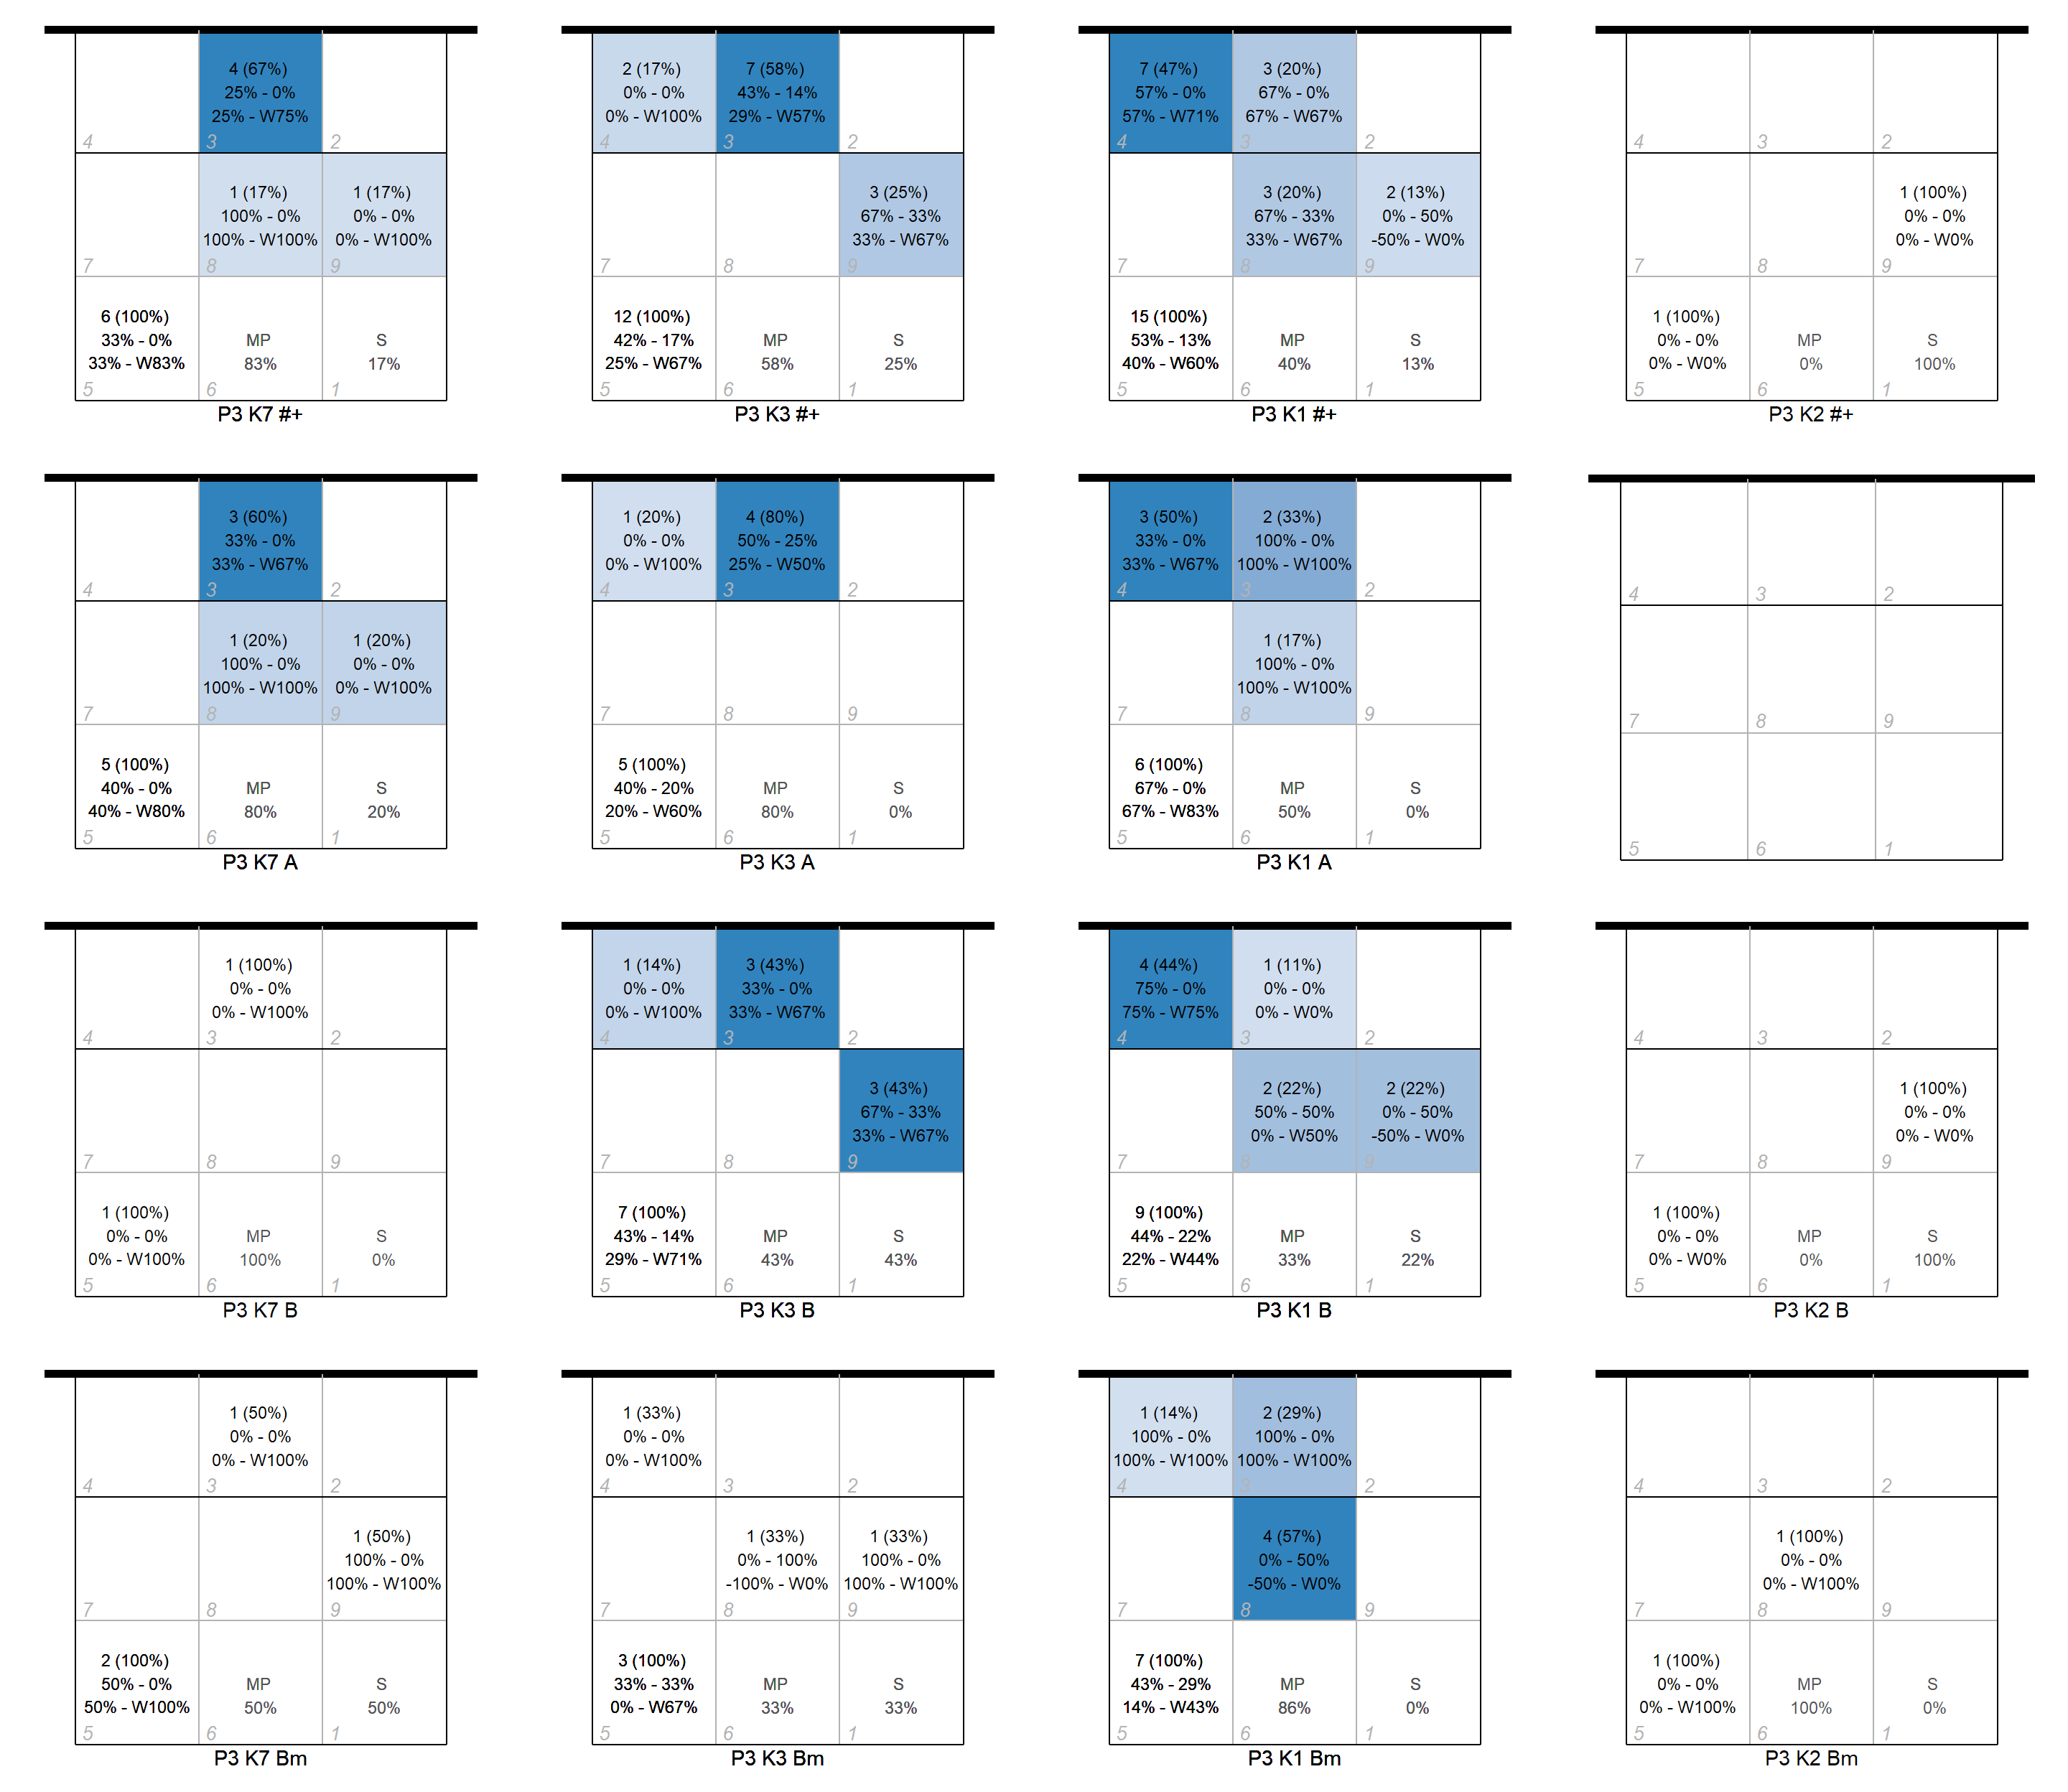 4 (67%)
25% - 0%
25% - W75%
4
3
2
1 (17%)
100% - 0%
100% - W100%
1 (17%)
0% - 0%
0% - W100%
7
8
9
6 (100%)
33% - 0%
33% - W83%
MP
83%
S
17%
5
6
1
P3 K7 #+
2 (17%)
0% - 0%
0% - W100%
7 (58%)
43% - 14%
29% - W57%
4
3
2
3 (25%)
67% - 33%
33% - W67%
7
8
9
12 (100%)
42% - 17%
25% - W67%
MP
58%
S
25%
5
6
1
P3 K3 #+
7 (47%)
57% - 0%
57% - W71%
3 (20%)
67% - 0%
67% - W67%
4
3
2
3 (20%)
67% - 33%
33% - W67%
2 (13%)
0% - 50%
-50% - W0%
7
8
9
15 (100%)
53% - 13%
40% - W60%
MP
40%
S
13%
5
6
1
P3 K1 #+
4
3
2
1 (100%)
0% - 0%
0% - W0%
7
8
9
1 (100%)
0% - 0%
0% - W0%
MP
0%
S
100%
5
6
1
P3 K2 #+
3 (60%)
33% - 0%
33% - W67%
4
3
2
1 (20%)
100% - 0%
100% - W100%
1 (20%)
0% - 0%
0% - W100%
7
8
9
5 (100%)
40% - 0%
40% - W80%
MP
80%
S
20%
5
6
1
P3 K7 A
1 (20%)
0% - 0%
0% - W100%
4 (80%)
50% - 25%
25% - W50%
4
3
2
7
8
9
5 (100%)
40% - 20%
20% - W60%
MP
80%
S
0%
5
6
1
P3 K3 A
3 (50%)
33% - 0%
33% - W67%
2 (33%)
100% - 0%
100% - W100%
4
3
2
1 (17%)
100% - 0%
100% - W100%
7
8
9
6 (100%)
67% - 0%
67% - W83%
MP
50%
S
0%
5
6
1
P3 K1 A
4
3
2
7
8
9
5
6
1
1 (100%)
0% - 0%
0% - W100%
4
3
2
7
8
9
1 (100%)
0% - 0%
0% - W100%
MP
100%
S
0%
5
6
1
P3 K7 B
1 (14%)
0% - 0%
0% - W100%
3 (43%)
33% - 0%
33% - W67%
4
3
2
3 (43%)
67% - 33%
33% - W67%
7
8
9
7 (100%)
43% - 14%
29% - W71%
MP
43%
S
43%
5
6
1
P3 K3 B
4 (44%)
75% - 0%
75% - W75%
1 (11%)
0% - 0%
0% - W0%
4
3
2
2 (22%)
50% - 50%
0% - W50%
2 (22%)
0% - 50%
-50% - W0%
7
8
9
9 (100%)
44% - 22%
22% - W44%
MP
33%
S
22%
5
6
1
P3 K1 B
4
3
2
1 (100%)
0% - 0%
0% - W0%
7
8
9
1 (100%)
0% - 0%
0% - W0%
MP
0%
S
100%
5
6
1
P3 K2 B
1 (50%)
0% - 0%
0% - W100%
4
3
2
1 (50%)
100% - 0%
100% - W100%
7
8
9
2 (100%)
50% - 0%
50% - W100%
MP
50%
S
50%
5
6
1
P3 K7 Bm
1 (33%)
0% - 0%
0% - W100%
4
3
2
1 (33%)
0% - 100%
-100% - W0%
1 (33%)
100% - 0%
100% - W100%
7
8
9
3 (100%)
33% - 33%
0% - W67%
MP
33%
S
33%
5
6
1
P3 K3 Bm
1 (14%)
100% - 0%
100% - W100%
2 (29%)
100% - 0%
100% - W100%
4
3
2
4 (57%)
0% - 50%
-50% - W0%
7
8
9
7 (100%)
43% - 29%
14% - W43%
MP
86%
S
0%
5
6
1
P3 K1 Bm
4
3
2
1 (100%)
0% - 0%
0% - W100%
7
8
9
1 (100%)
0% - 0%
0% - W100%
MP
100%
S
0%
5
6
1
P3 K2 Bm